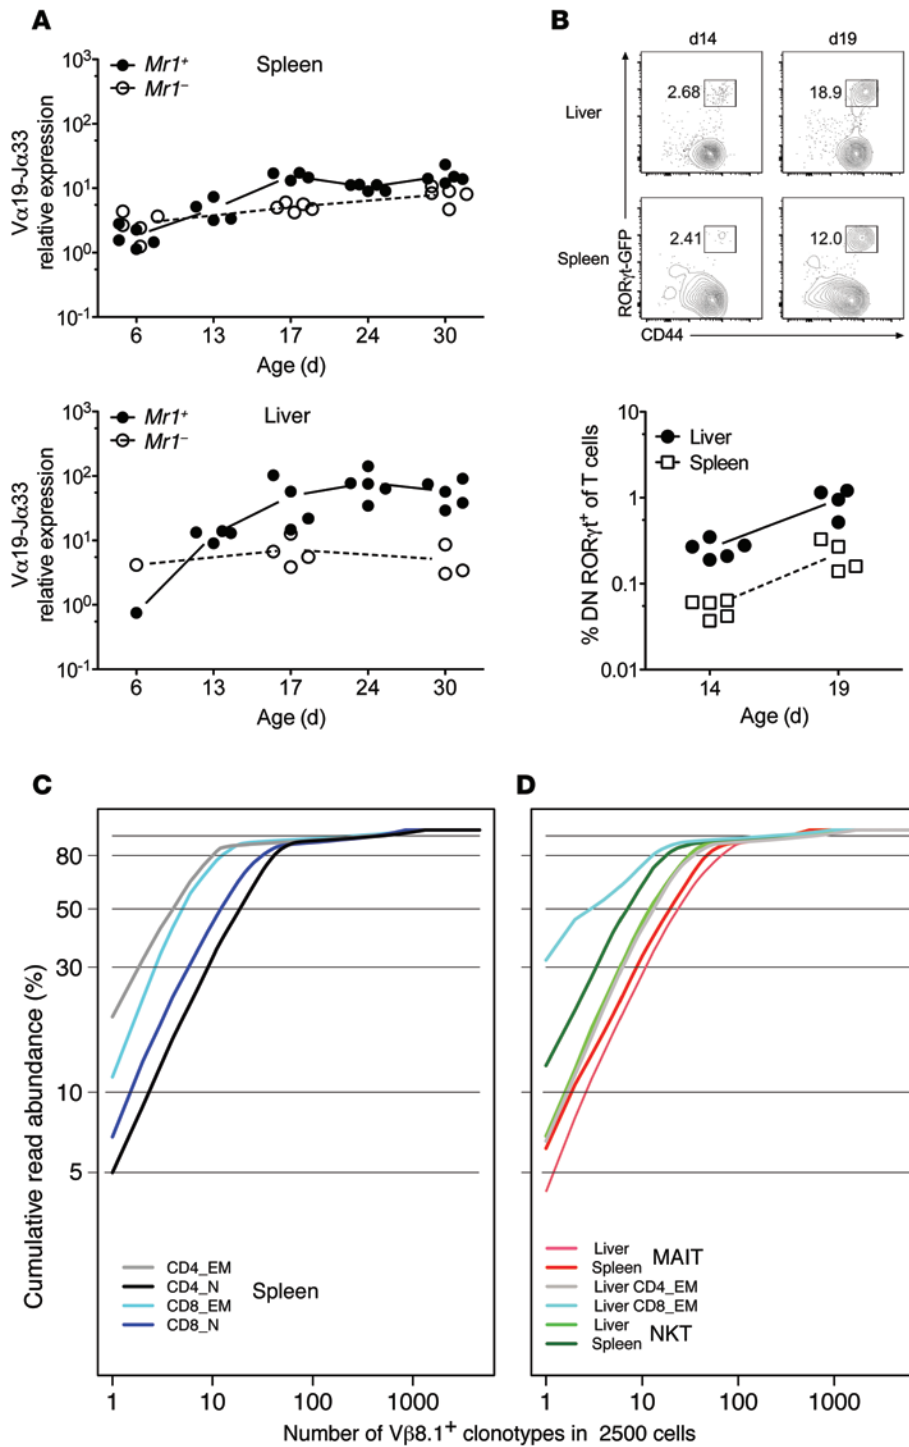 A
10³
10²
10¹
10⁰
10⁻¹
Mr1⁺
Mr1⁻
Spleen
Vα19-Jα33
relative expression
6 13 17 24 30
Age (d)
10³
10²
10¹
10⁰
10⁻¹
Mr1⁺
Mr1⁻
Liver
Vα19-Jα33
relative expression
6 13 17 24 30
Age (d)
B
d14 d19
Liver
2.68 18.9
Spleen
2.41 12.0
RORγt-GFP
CD44
10
1
0.1
0.01
Liver
Spleen
% DN RORγt⁺ of T cells
14 19
Age (d)
C
80
50
30
10
5
Cumulative read abundance (%)
CD4_EM
CD4_N
CD8_EM
CD8_N
Spleen
1 10 100 1000
D
Liver
Spleen
MAIT
Liver CD4_EM
Liver CD8_EM
Liver
Spleen
NKT
1 10 100 1000
Number of Vβ8.1⁺ clonotypes in 2500 cells